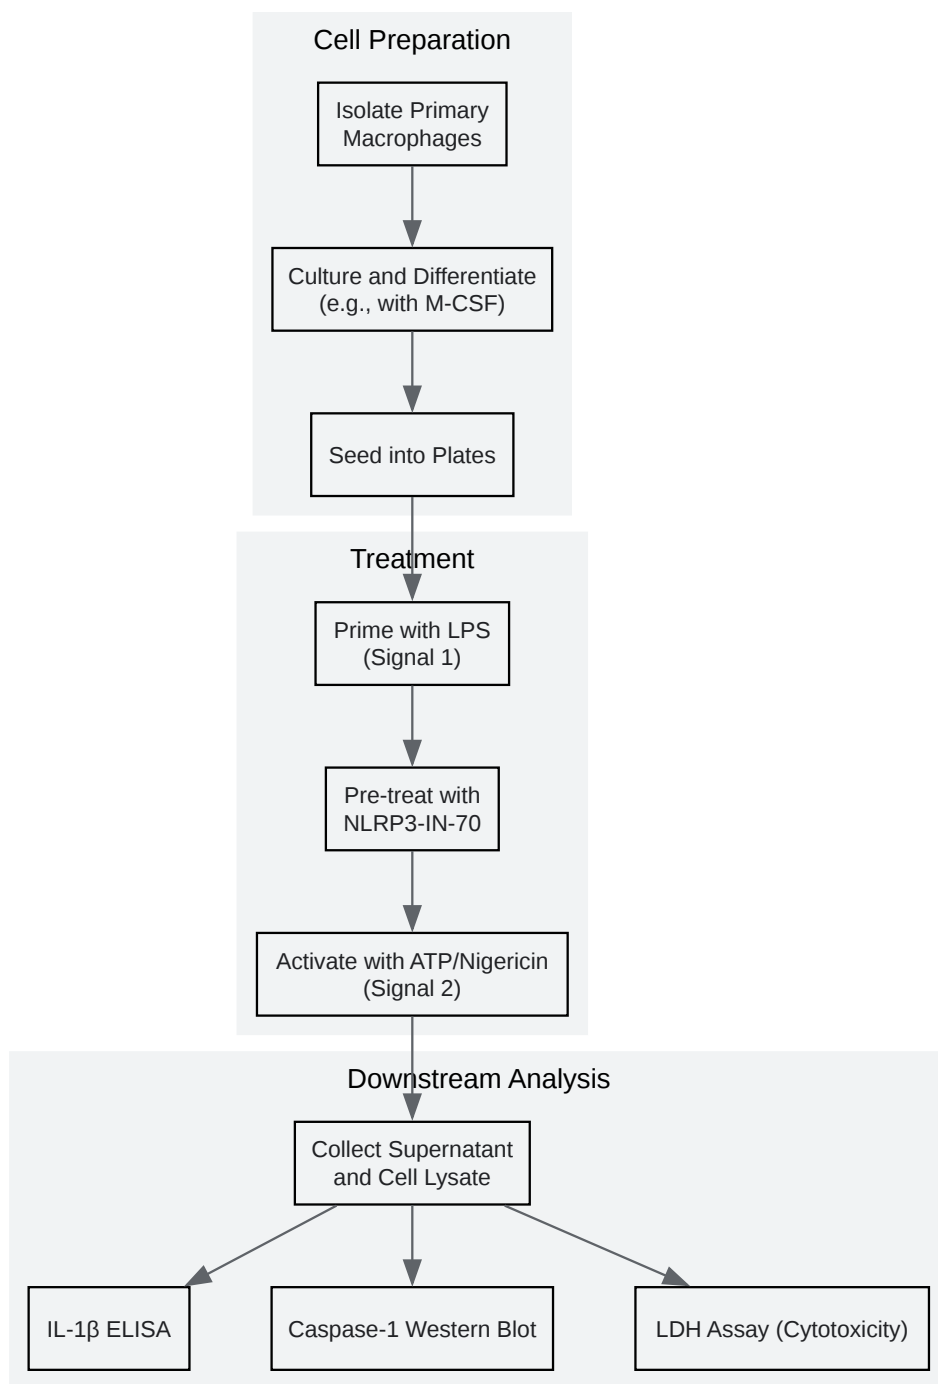 Cell Preparation
Isolate Primary
Macrophages
Culture and Differentiate
(e.g., with M-CSF)
Seed into Plates
Treatment
Prime with LPS
(Signal 1)
Pre-treat with
NLRP3-IN-70
Activate with ATP/Nigericin
(Signal 2)
Downstream Analysis
Collect Supernatant
and Cell Lysate
IL-1β ELISA
Caspase-1 Western Blot
LDH Assay (Cytotoxicity)